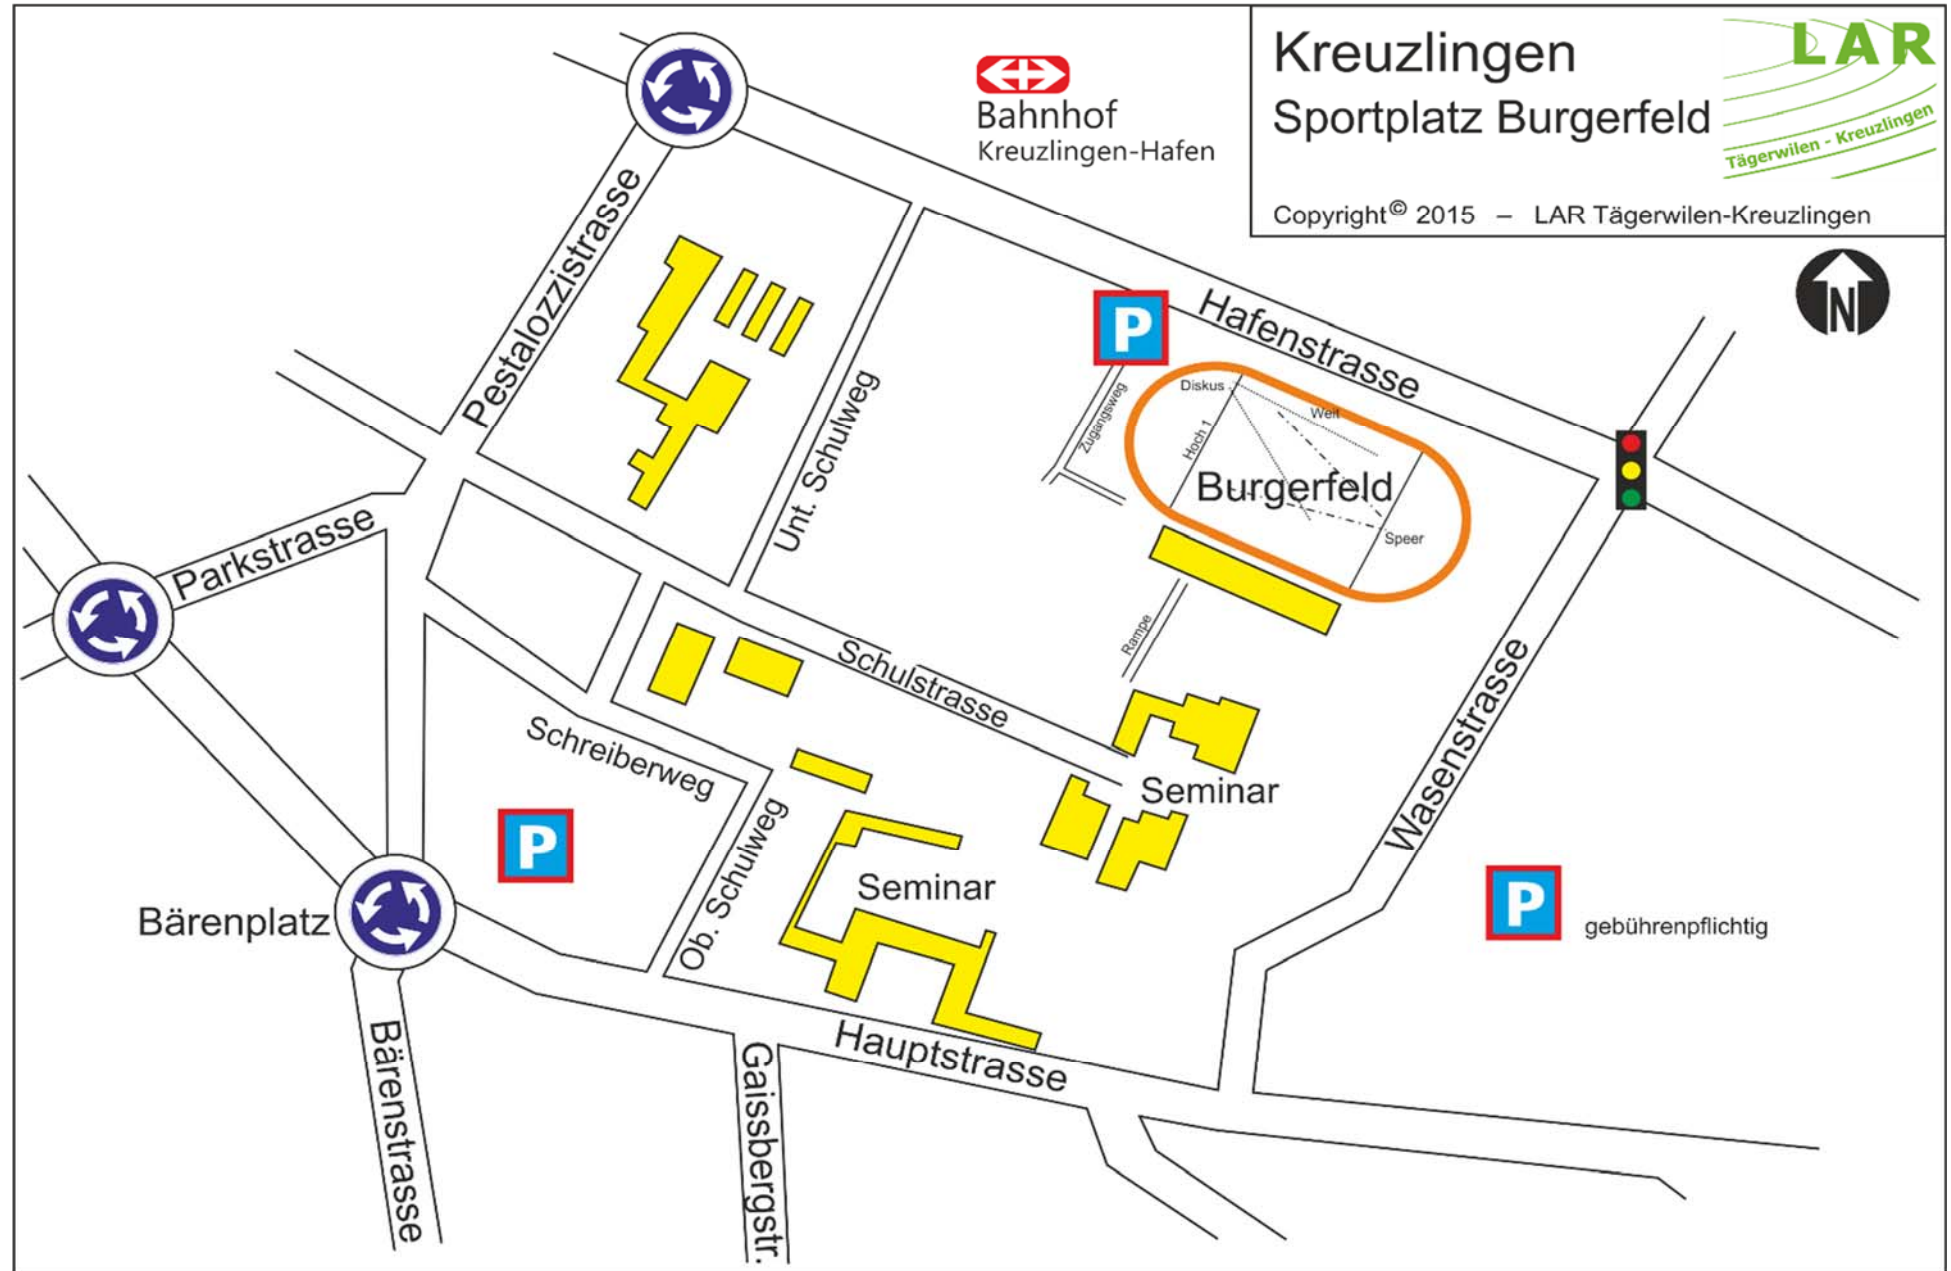 Kreuzlingen
Sportplatz Burgerfeld
LAR
Tägerwilen - Kreuzlingen
Copyright© 2015 – LAR Tägerwilen-Kreuzlingen
Bahnhof
Kreuzlingen-Hafen
N
Pestalozzistrasse
Hafenstrasse
P
Zugangsweg
Diskus
Weit
Hoch 1
Burgerfeld
Speer
Unt. Schulweg
Parkstrasse
Rampe
Schulstrasse
Wasenstrasse
Schreiberweg
Seminar
P
Ob. Schulweg
Seminar
P
gebührenpflichtig
Bärenplatz
Hauptstrasse
Bärenstrasse
Gaissbergstr.